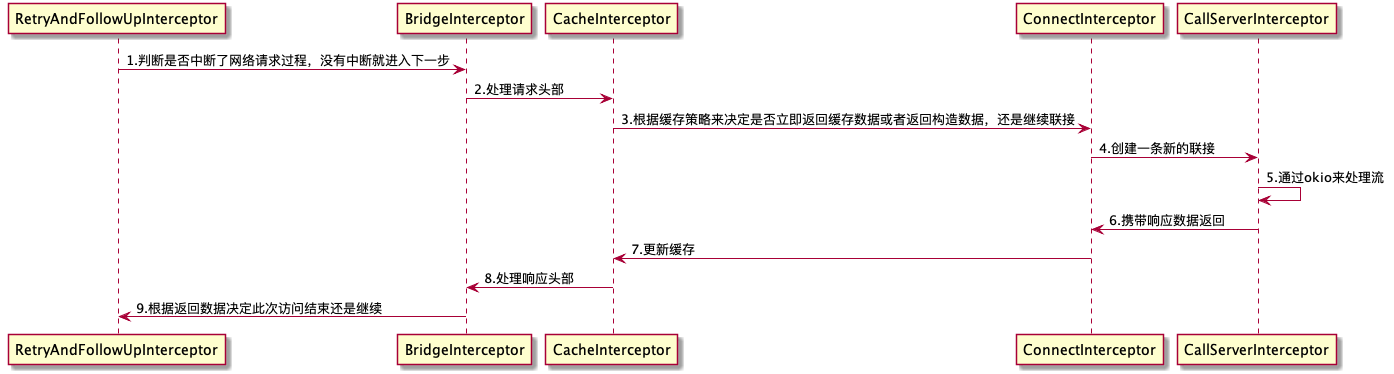 RetryAndFollowUpInterceptor
BridgeInterceptor
CacheInterceptor
ConnectInterceptor
CallServerInterceptor
1.判断是否中断了网络请求过程，没有中断就进入下一步
2.处理请求头部
3.根据缓存策略来决定是否立即返回缓存数据或者返回构造数据，还是继续联接
4.创建一条新的联接
5.通过okio来处理流
6.携带响应数据返回
7.更新缓存
8.处理响应头部
9.根据返回数据决定此次访问结束还是继续
RetryAndFollowUpInterceptor
BridgeInterceptor
CacheInterceptor
ConnectInterceptor
CallServerInterceptor